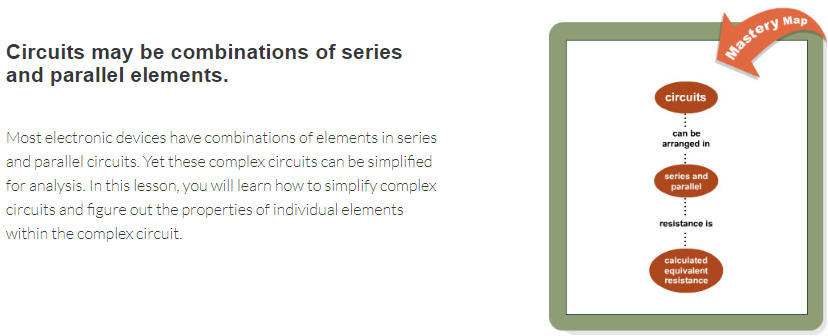 Circuits may be combinations of series
and parallel elements.
Most electronic devices have combinations of elements in series
and parallel circuits. Yet these complex circuits can be simplified
for analysis. In this lesson, you will learn how to simplify complex
circuits and figure out the properties of individual elements
within the complex circuit.
Mastery Map
circuits
can be
arranged in
series and
parallel
resistance is
calculated
equivalent
resistance